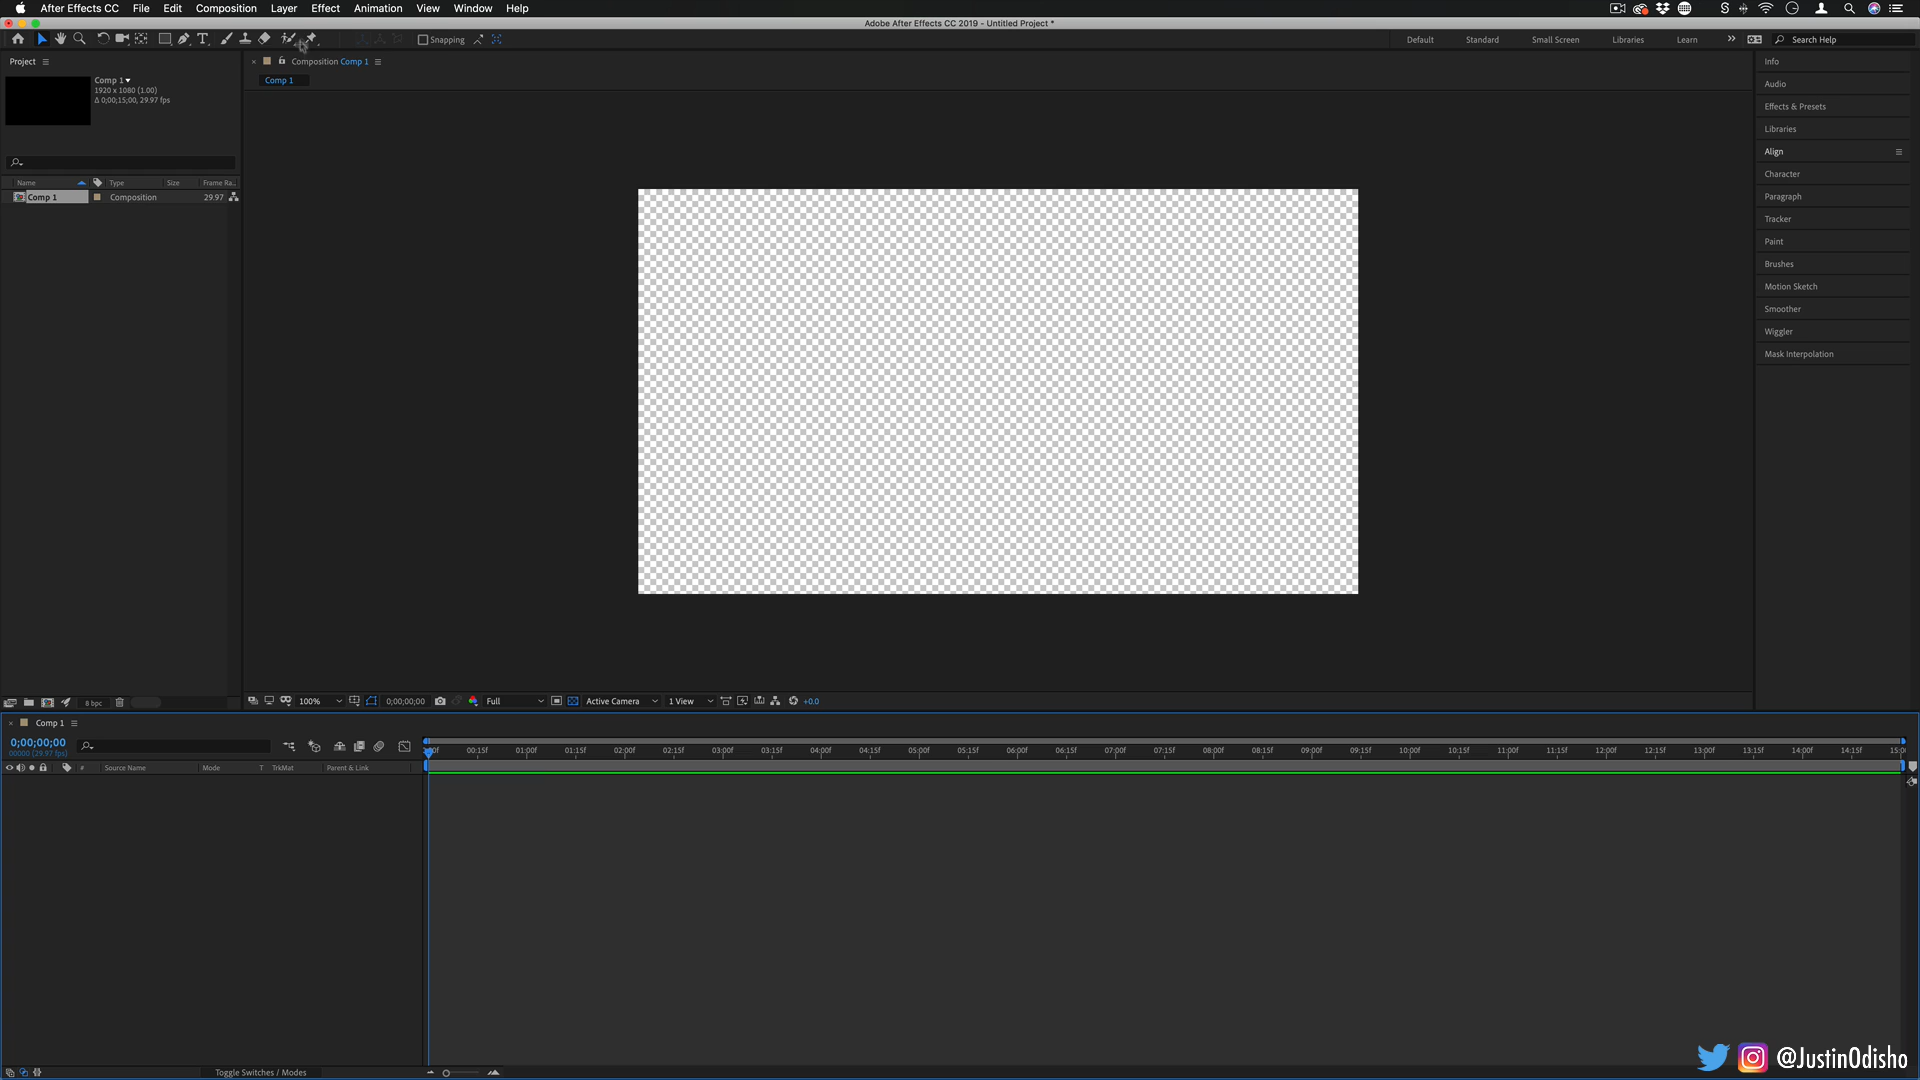 After Effects CC File Edit Composition Layer Effect Animation View Window Help
Adobe After Effects CC 2019 - Untitled Project *
Snapping
Default Standard Small Screen Libraries Learn
Search Help
Project
Composition Comp 1
Comp 1
Comp 1
1920 x 1080 (1.00)
Δ 0;00;15;00, 29.97 fps
Name Type Size Frame Ra...
Comp 1 Composition 29.97
Info
Audio
Effects & Presets
Libraries
Align
Character
Paragraph
Tracker
Paint
Brushes
Motion Sketch
Smoother
Wiggler
Mask Interpolation
8 bpc
100% 0;00;00;00 Full Active Camera 1 View +0.0
Comp 1
0;00;00;00
00000 (29.97 fps)
00:15f 01:00f 01:15f 02:00f 02:15f 03:00f 03:15f 04:00f 04:15f 05:00f 05:15f 06:00f 06:15f 07:00f 07:15f 08:00f 08:15f 09:00f 09:15f 10:00f 10:15f 11:00f 11:15f 12:00f 12:15f 13:00f 13:15f 14:00f 14:15f
# Source Name Mode T TrkMat Parent & Link
Toggle Switches / Modes
@JustinOdisho